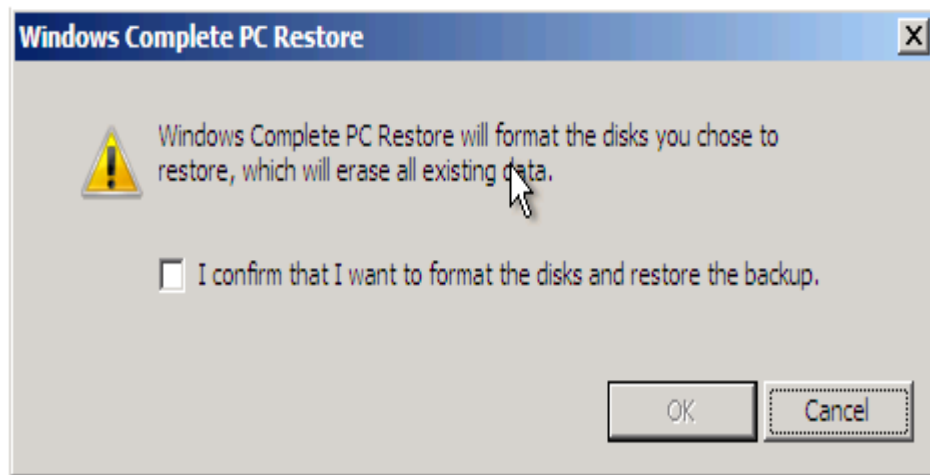 Windows Complete PC Restore
Windows Complete PC Restore will format the disks you chose to
restore, which will erase all existing data.
I confirm that I want to format the disks and restore the backup.
OK
Cancel